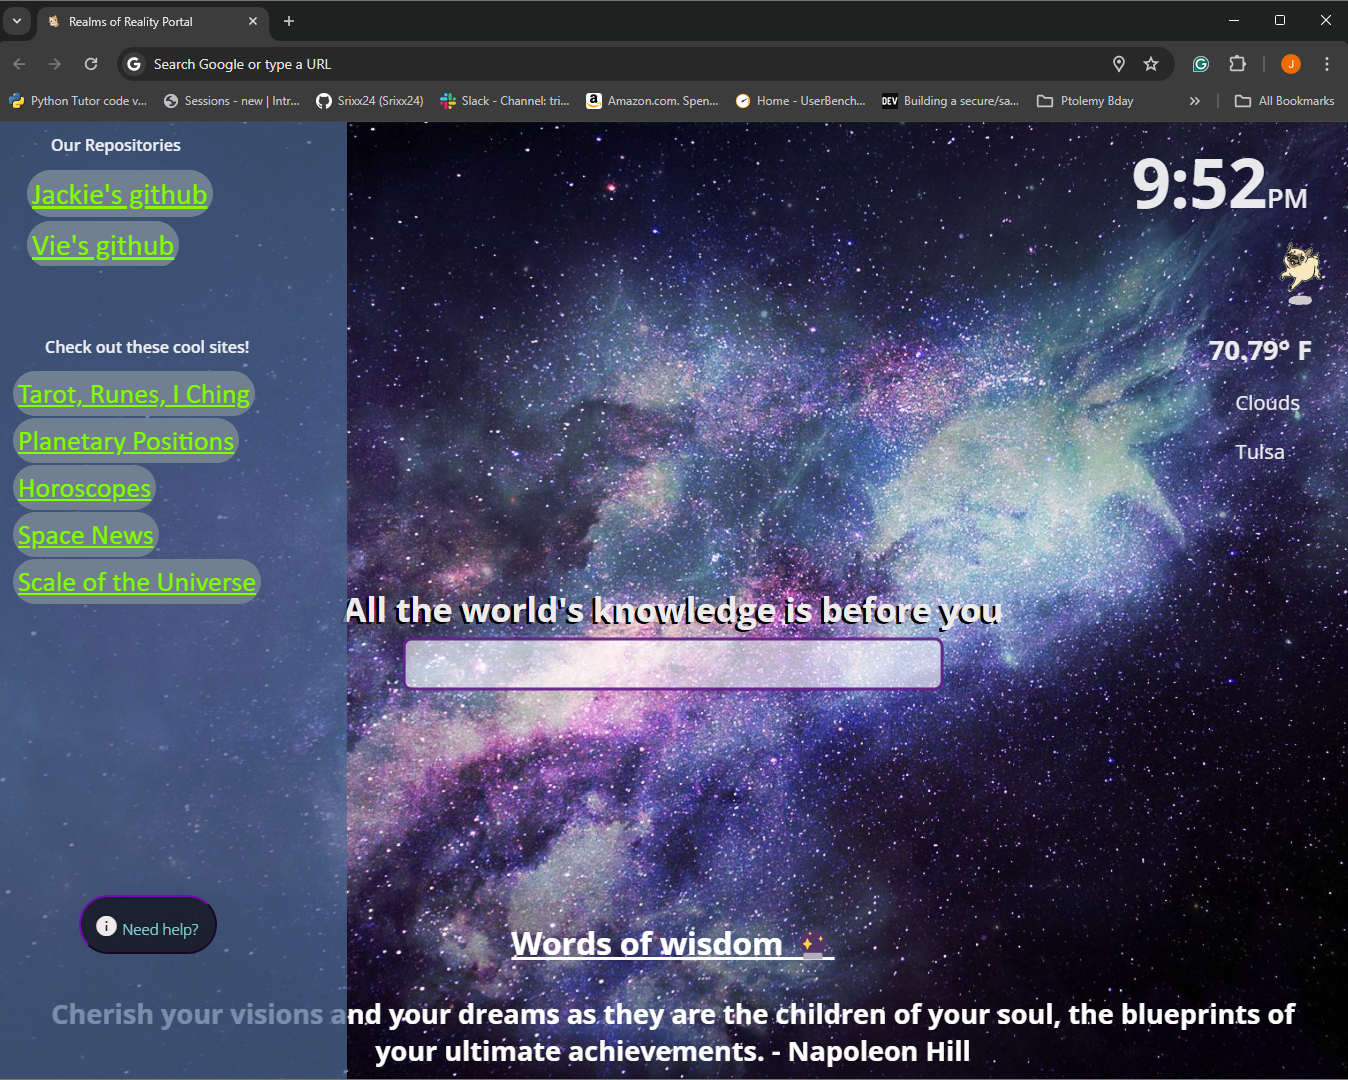 Realms of Reality Portal
Search Google or type a URL
G
J
Python Tutor code v...
Sessions - new | Intr...
Srixx24 (Srixx24)
Slack - Channel: tri...
a
Amazon.com. Spen...
Home - UserBench...
DEV
Building a secure/sa...
Ptolemy Bday
All Bookmarks
Our Repositories
Jackie's github
Vie's github
Check out these cool sites!
Tarot, Runes, I Ching
Planetary Positions
Horoscopes
Space News
Scale of the Universe
9:52PM
70.79° F
Clouds
Tulsa
All the world's knowledge is before you
Need help?
Words of wisdom
Cherish your visions and your dreams as they are the children of your soul, the blueprints of
your ultimate achievements. - Napoleon Hill